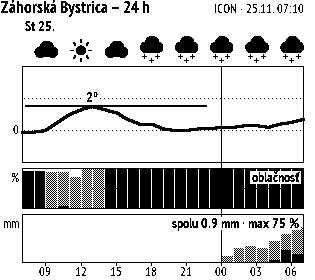 Záhorská Bystrica – 24 h ICON · 25.11. 07:10
St 25.
2°
0
% oblačnosť
mm spolu 0.9 mm · max 75 %
09 12 15 18 21 00 03 06